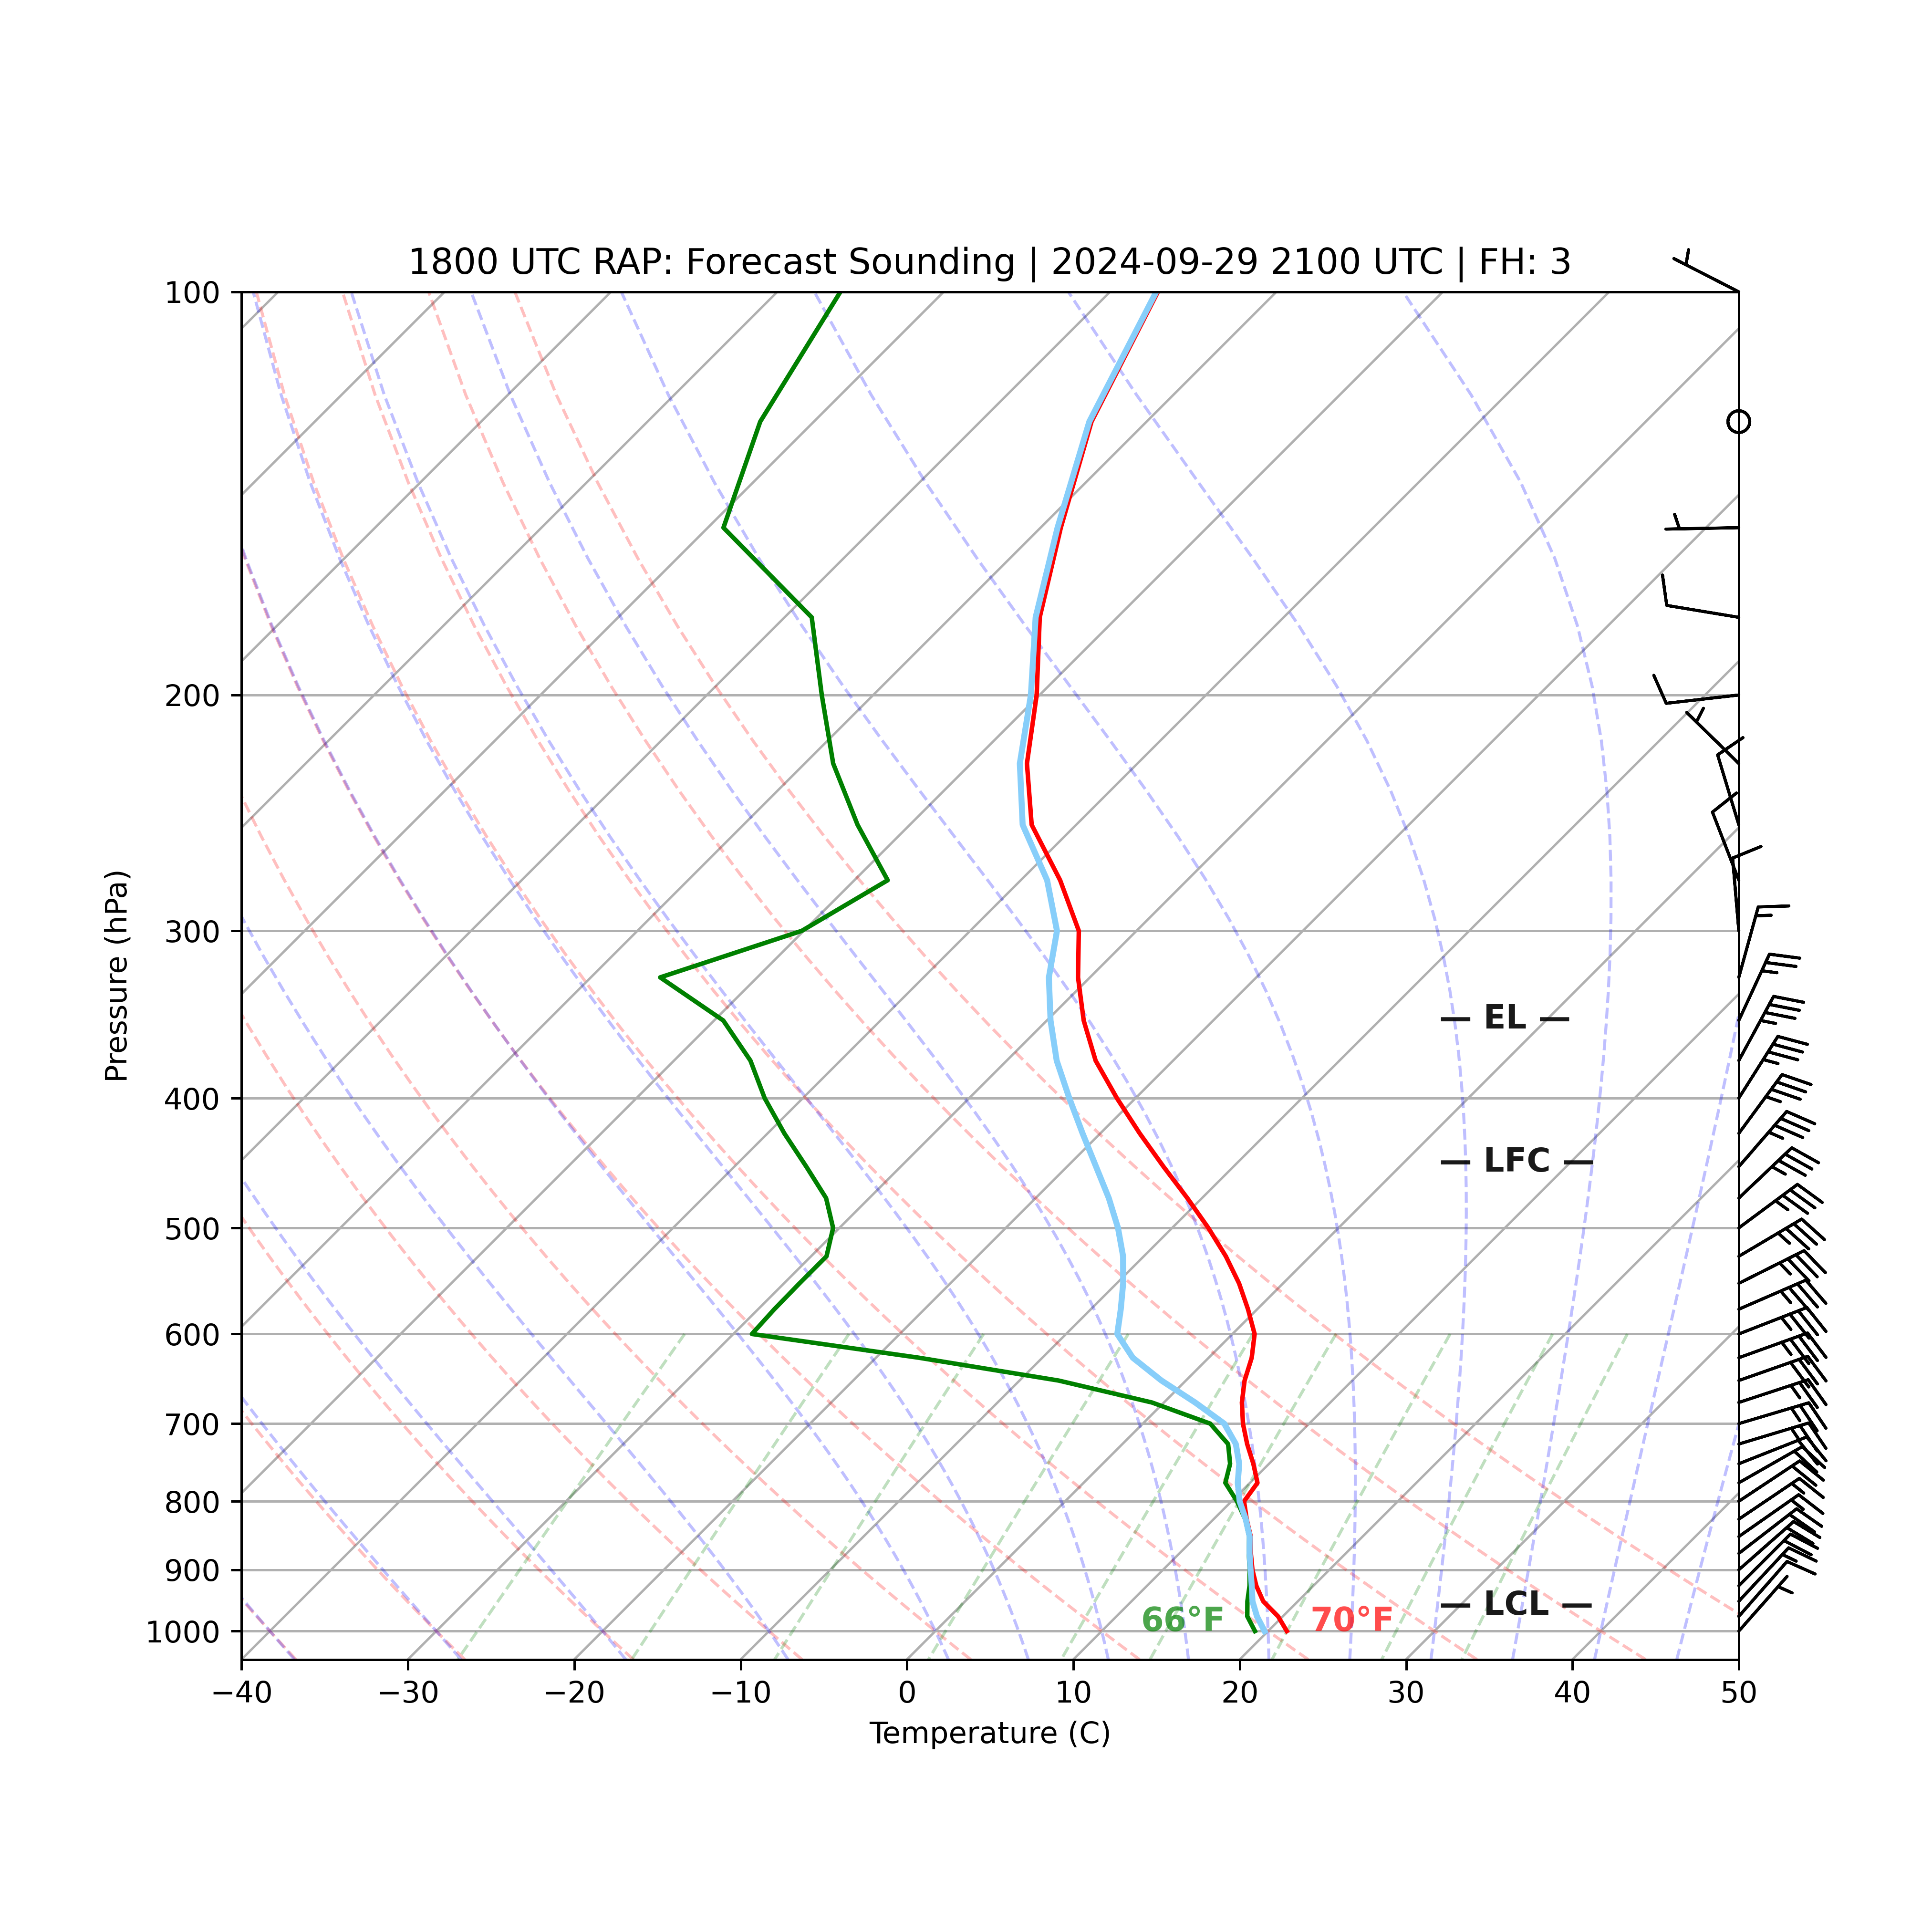 1800 UTC RAP: Forecast Sounding | 2024-09-29 2100 UTC | FH: 3
100
200
300
— EL —
400
— LFC —
500
600
700
800
900
— LCL —
66°F
70°F
1000
Pressure (hPa)
−40
−30
−20
−10
0
10
20
30
40
50
Temperature (C)